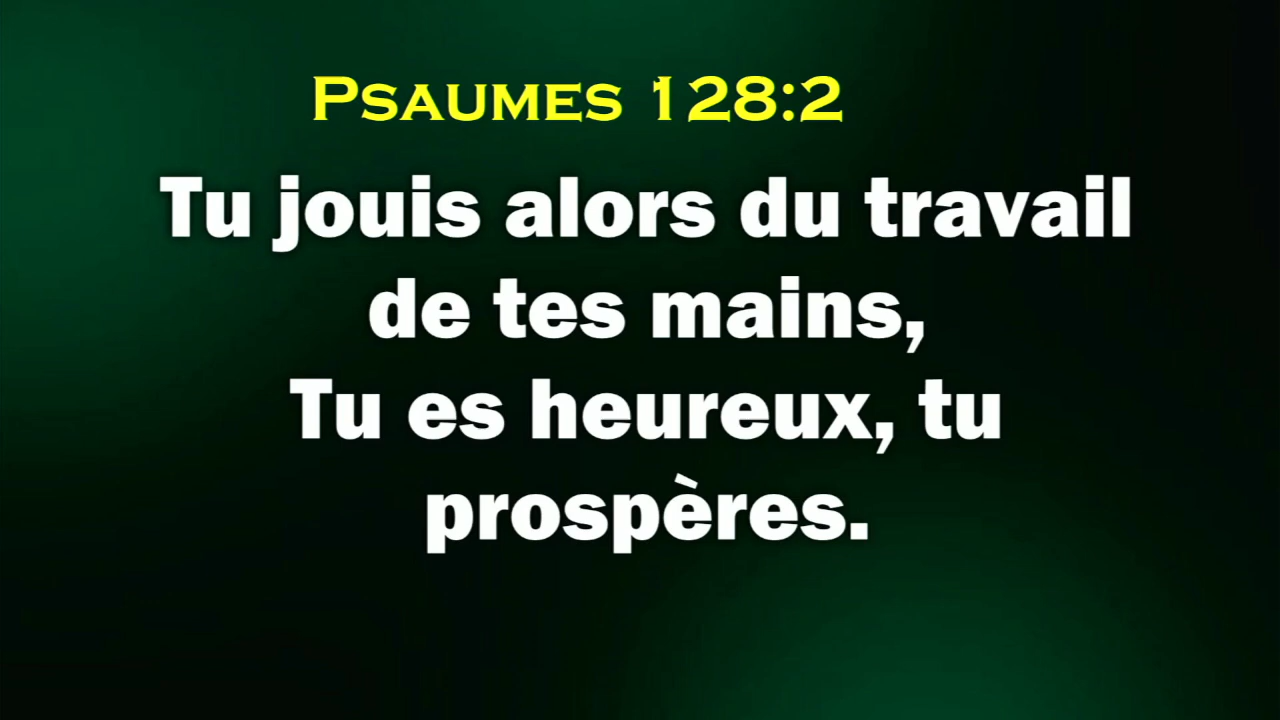 Psaumes 128:2
Tu jouis alors du travail
de tes mains,
Tu es heureux, tu
prospères.